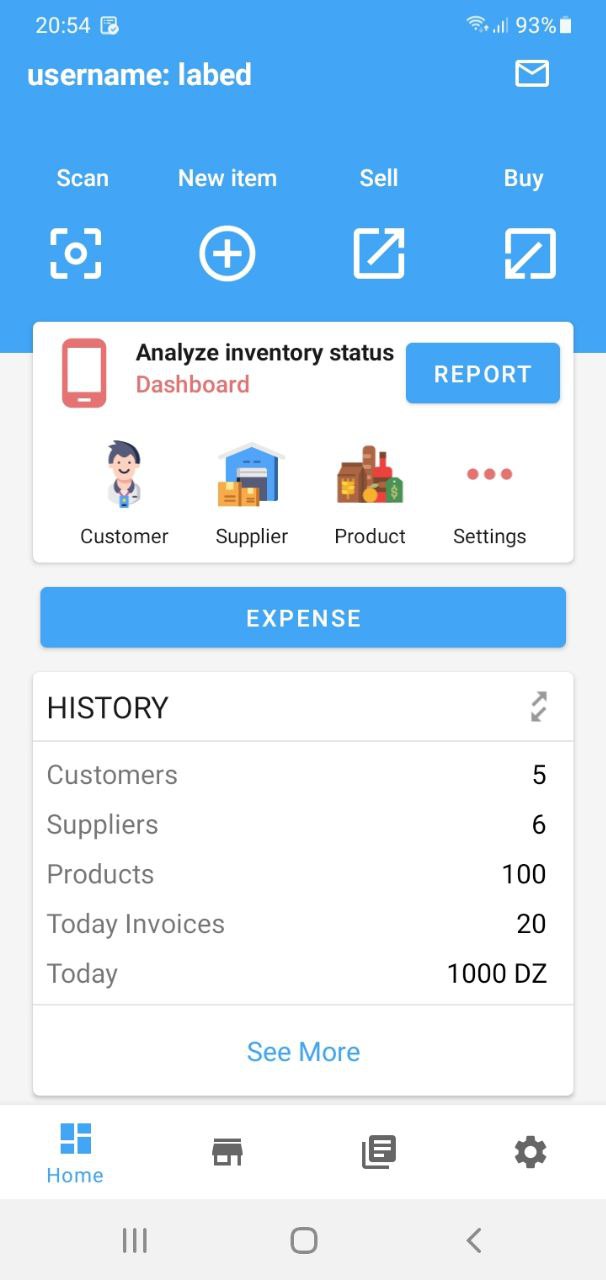 20:54 93%
username: labed
Scan New item Sell Buy
Analyze inventory status
Dashboard
REPORT
Customer Supplier Product Settings
EXPENSE
HISTORY
Customers 5
Suppliers 6
Products 100
Today Invoices 20
Today 1000 DZ
See More
Home